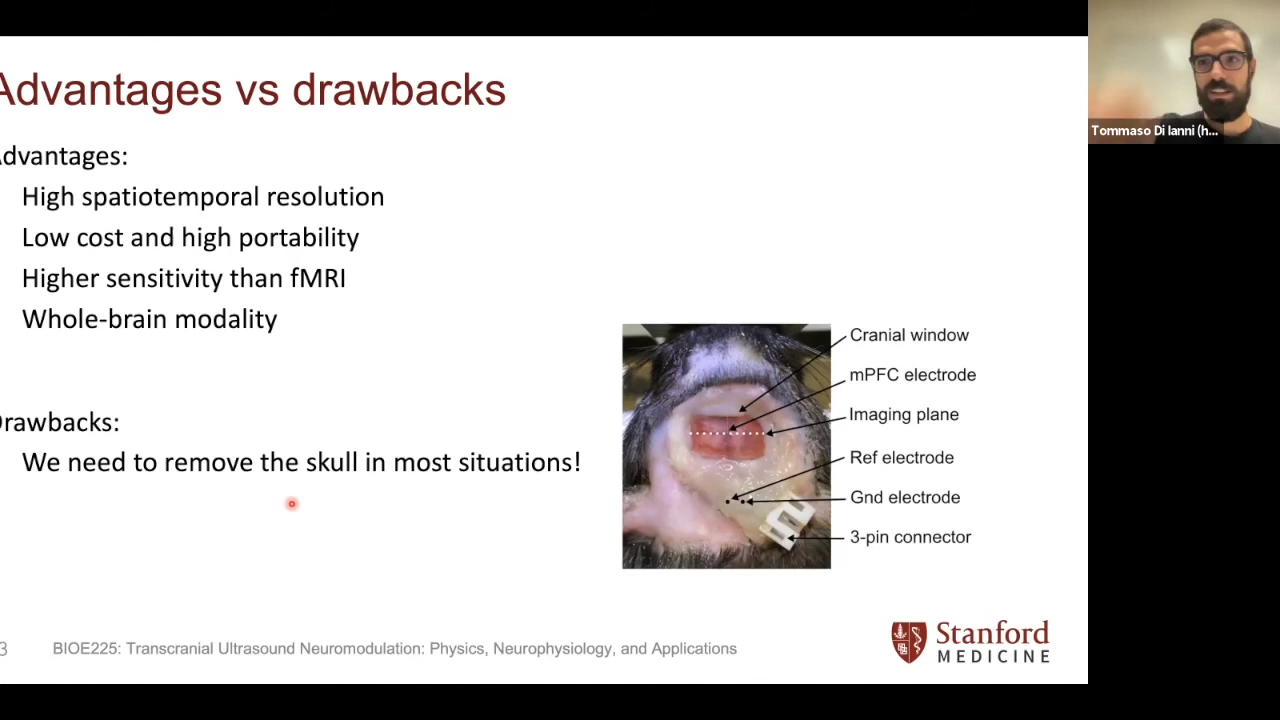 Advantages vs drawbacks
Advantages:
High spatiotemporal resolution
Low cost and high portability
Higher sensitivity than fMRI
Whole-brain modality
Drawbacks:
We need to remove the skull in most situations!
Cranial window
mPFC electrode
Imaging plane
Ref electrode
Gnd electrode
3-pin connector
3
BIOE225: Transcranial Ultrasound Neuromodulation: Physics, Neurophysiology, and Applications
Stanford
MEDICINE
Tommaso Di Ianni (h...